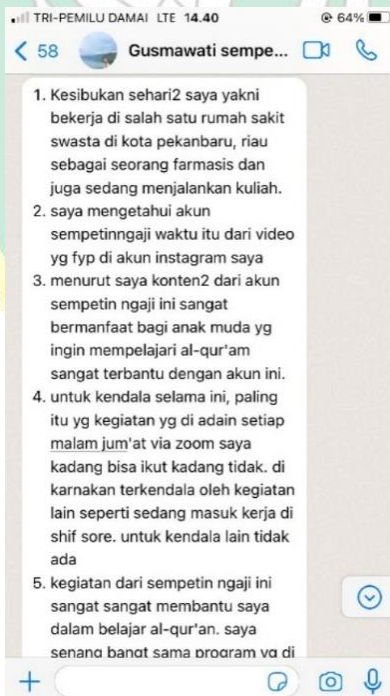 TRI-PEMILU DAMAI LTE 14.40 64%
58 Gusmawati sempe...
1. Kesibukan sehari2 saya yakni
bekerja di salah satu rumah sakit
swasta di kota pekanbaru, riau
sebagai seorang farmasis dan
juga sedang menjalankan kuliah.
2. saya mengetahui akun
sempetinngaji waktu itu dari video
yg fyp di akun instagram saya
3. menurut saya konten2 dari akun
sempetin ngaji ini sangat
bermanfaat bagi anak muda yg
ingin mempelajari al-qur'am
sangat terbantu dengan akun ini.
4. untuk kendala selama ini, paling
itu yg kegiatan yg di adain setiap
malam jum'at via zoom saya
kadang bisa ikut kadang tidak. di
karnakan terkendala oleh kegiatan
lain seperti sedang masuk kerja di
shif sore. untuk kendala lain tidak
ada
5. kegiatan dari sempetin ngaji ini
sangat sangat membantu saya
dalam belajar al-qur'an. saya
senang bangt sama program yg di